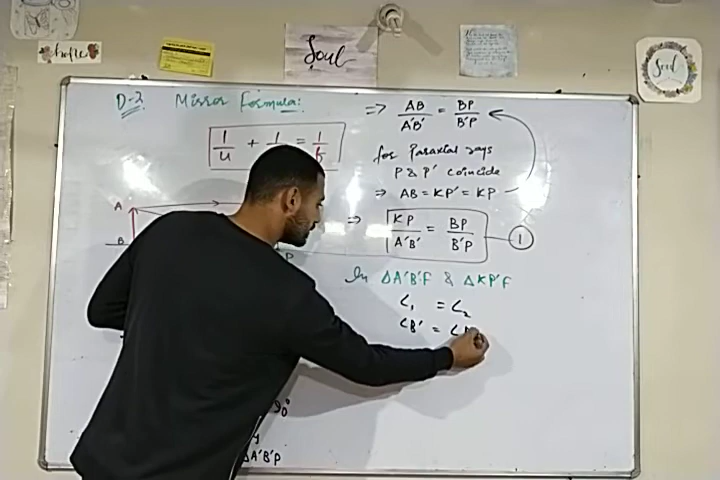 Soul
Soul
D-2 Mirror Formula:
1/u + 1/ = 1/f
A
B
P
90°
ΔA'B'P
⇒ AB/A'B' = BP/B'P
for Paraxial rays
P & P' coincide
⇒ AB = KP' = KP
⇒ KP/A'B' = BP/B'P 1
In ΔA'B'F & ΔKP'F
∠1 = ∠2
∠B' = ∠